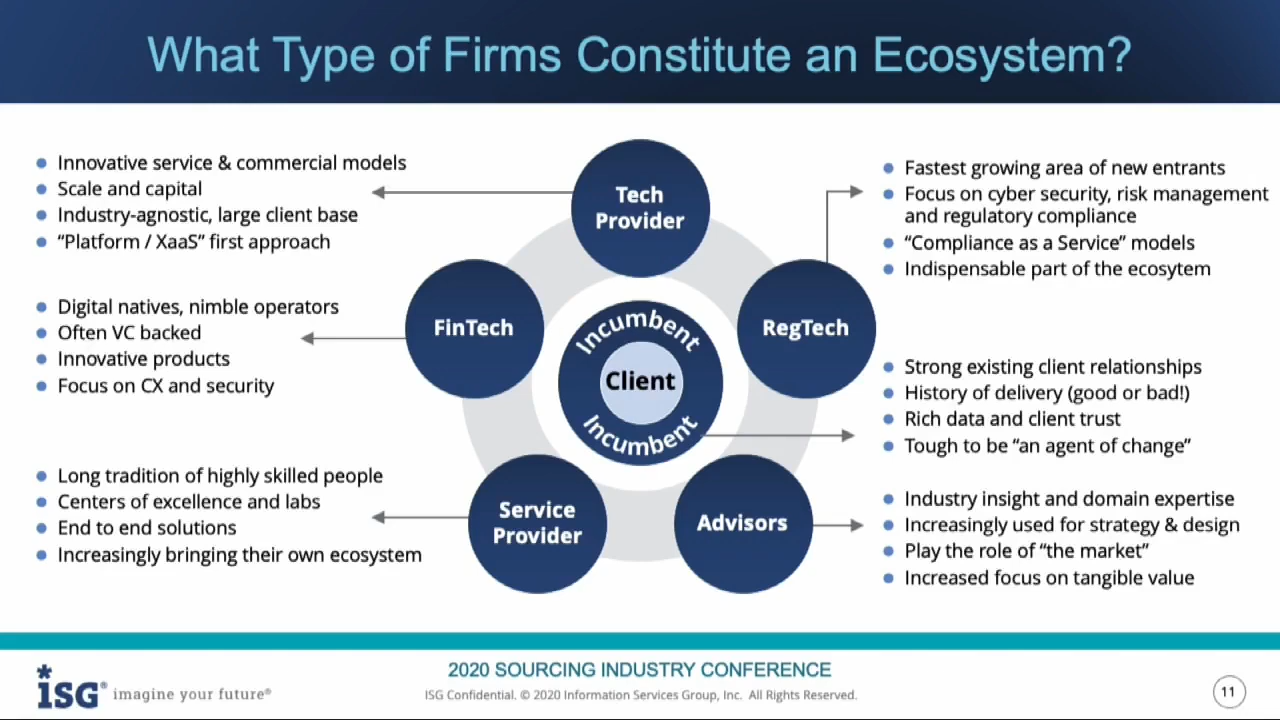 What Type of Firms Constitute an Ecosystem?
Innovative service & commercial models
Scale and capital
Industry-agnostic, large client base
“Platform / XaaS” first approach
Digital natives, nimble operators
Often VC backed
Innovative products
Focus on CX and security
Long tradition of highly skilled people
Centers of excellence and labs
End to end solutions
Increasingly bringing their own ecosystem
Tech
Provider
FinTech
RegTech
Incumbent
Client
Incumbent
Service
Provider
Advisors
Fastest growing area of new entrants
Focus on cyber security, risk management
and regulatory compliance
“Compliance as a Service” models
Indispensable part of the ecosytem
Strong existing client relationships
History of delivery (good or bad!)
Rich data and client trust
Tough to be “an agent of change”
Industry insight and domain expertise
Increasingly used for strategy & design
Play the role of “the market”
Increased focus on tangible value
*isg® imagine your future®
2020 SOURCING INDUSTRY CONFERENCE
ISG Confidential. © 2020 Information Services Group, Inc. All Rights Reserved.
11